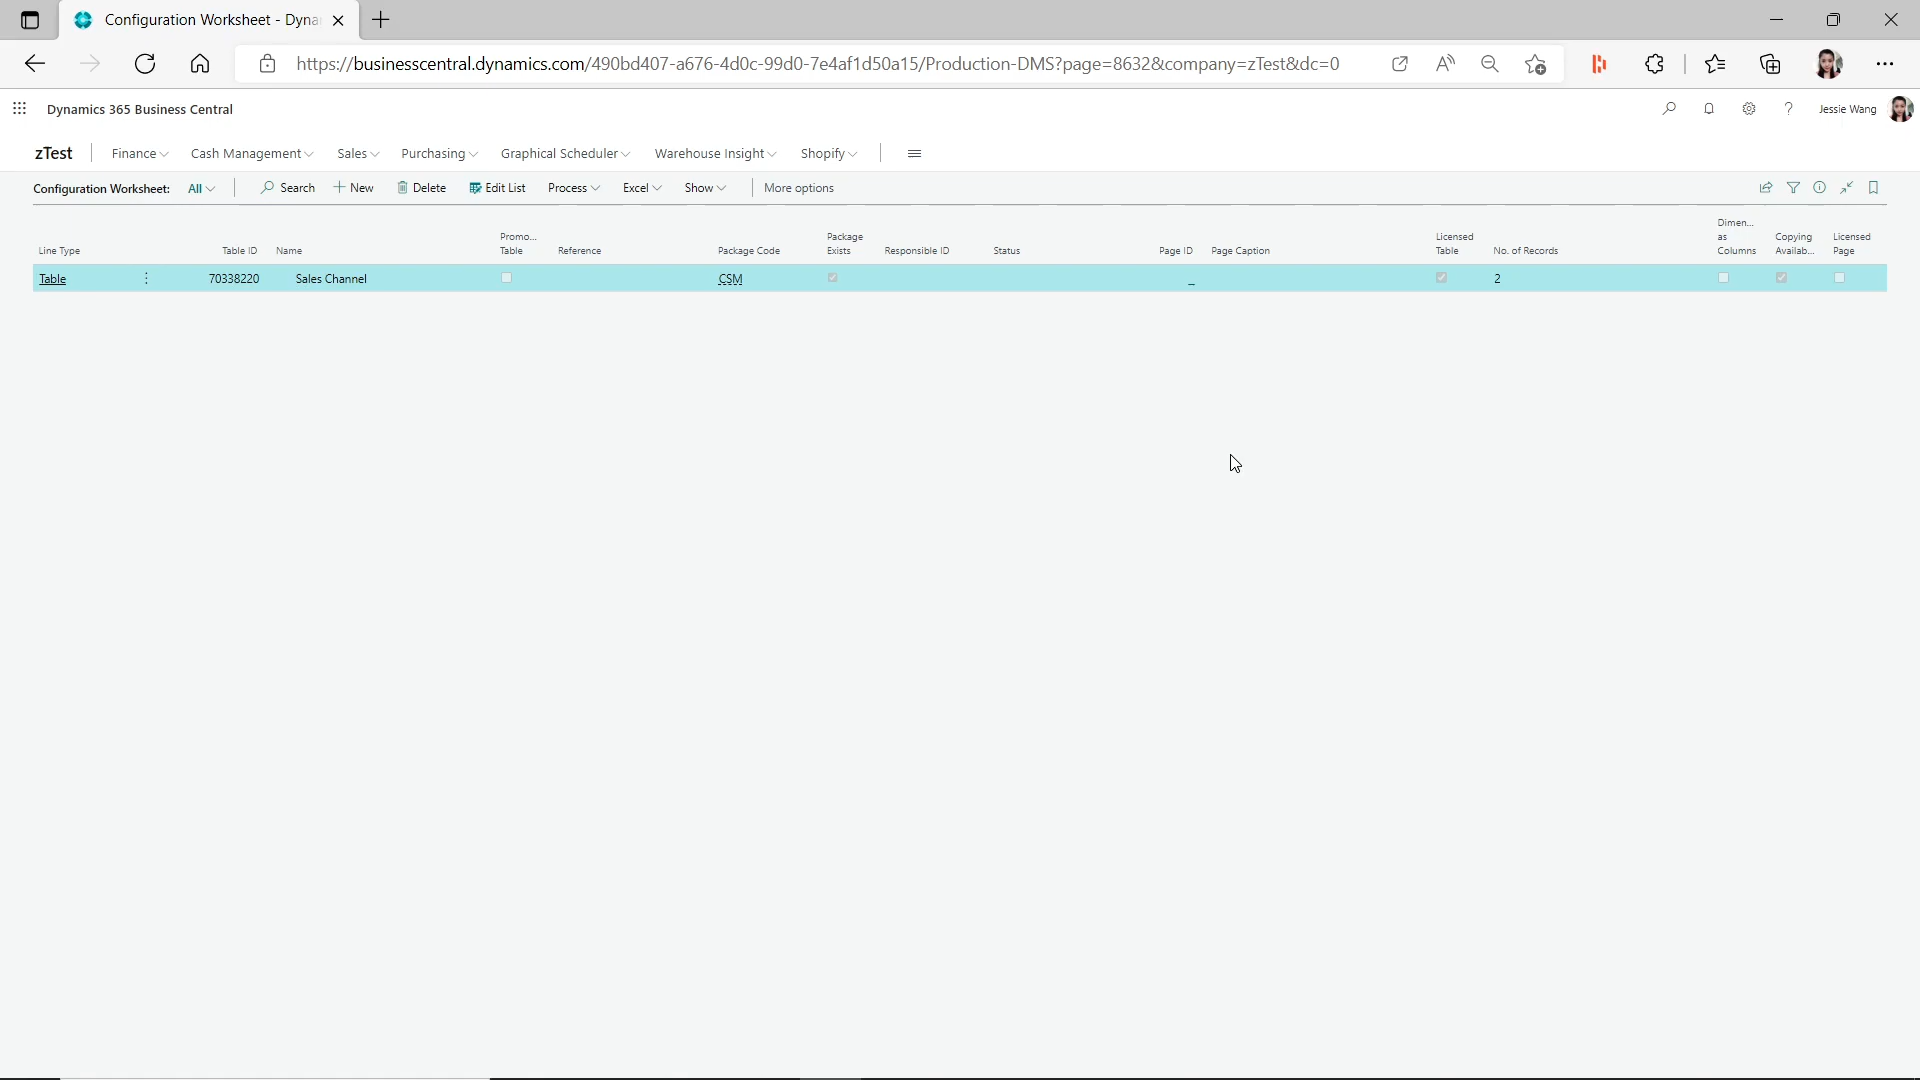 Configuration Worksheet - Dyna
https://businesscentral.dynamics.com/490bd407-a676-4d0c-99d0-7e4af1d50a15/Production-DMS?page=8632&company=zTest&dc=0
Dynamics 365 Business Central
Jessie Wang
zTest Finance Cash Management Sales Purchasing Graphical Scheduler Warehouse Insight Shopify
Configuration Worksheet: All Search New Delete Edit List Process Excel Show More options
Line Type Table ID Name Promo... Table Reference Package Code Package Exists Responsible ID Status Page ID Page Caption Licensed Table No. of Records Dimen... as Columns Copying Availab... Licensed Page
Table 70338220 Sales Channel CSM _ 2